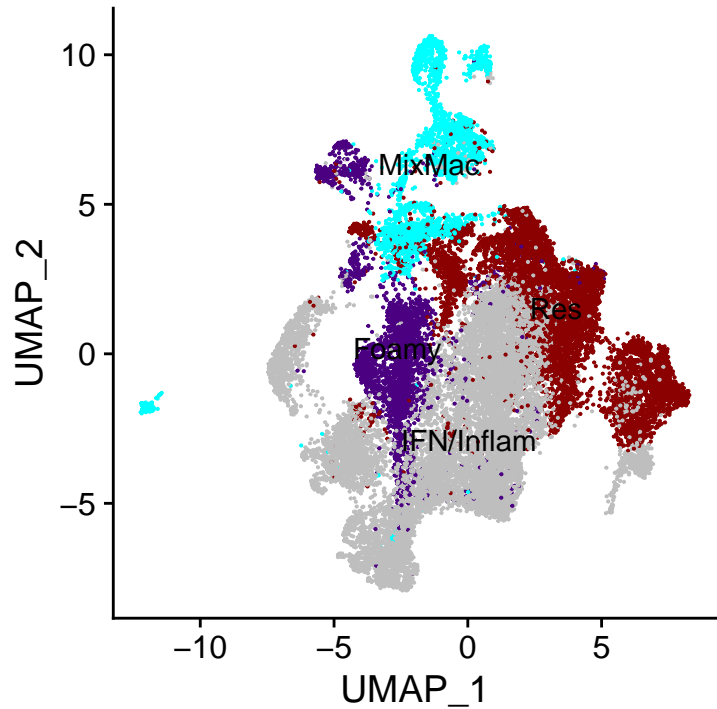 10
MixMac
5
Res
UMAP_2
0
Foamy
IFN/Inflam
−5
−10
−5
0
5
UMAP_1